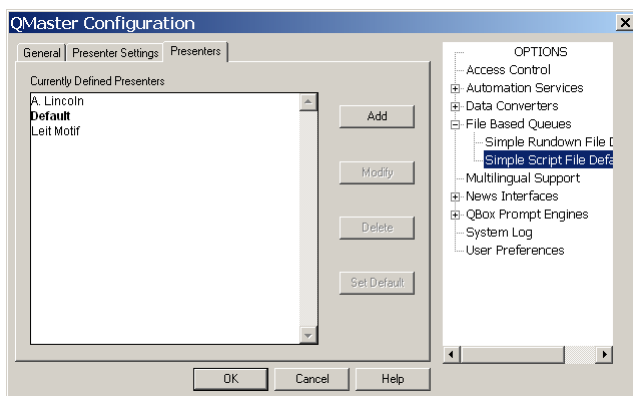 QMaster Configuration
General
Presenter Settings
Presenters
Currently Defined Presenters
A. Lincoln
Default
Leit Motif
Add
Modify
Delete
Set Default
OK
Cancel
Help
OPTIONS
Access Control
Automation Services
Data Converters
File Based Queues
Simple Rundown File
Simple Script File Defa
Multilingual Support
News Interfaces
QBox Prompt Engines
System Log
User Preferences